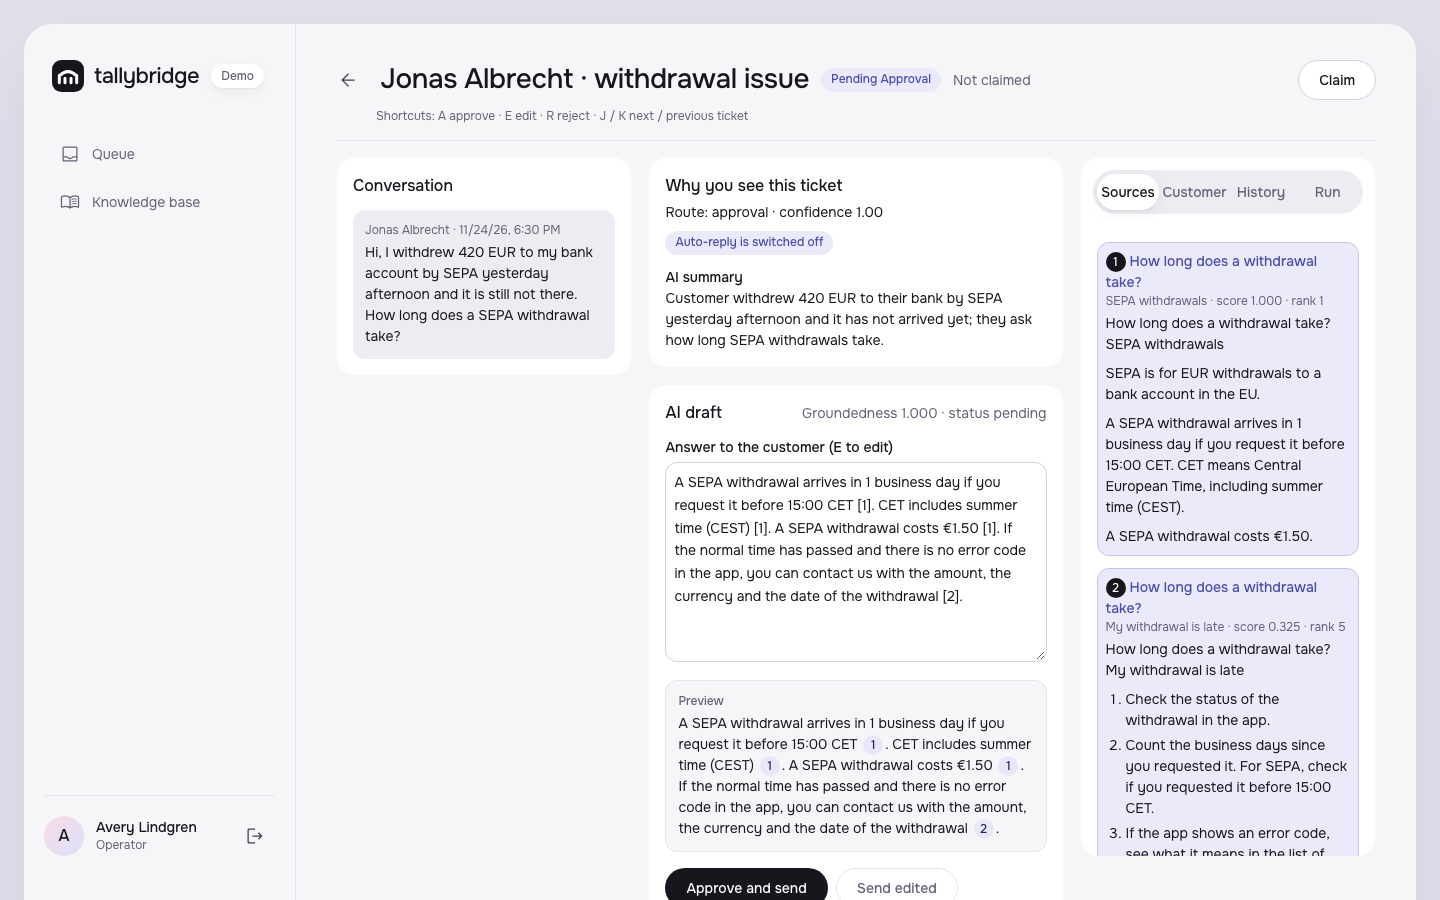 tallybridge
Demo
Queue
Knowledge base
A
Avery Lindgren
Operator
Jonas Albrecht · withdrawal issue
Pending Approval
Not claimed
Claim
Shortcuts: A approve · E edit · R reject · J / K next / previous ticket
Conversation
Jonas Albrecht · 11/24/26, 6:30 PM
Hi, I withdrew 420 EUR to my bank
account by SEPA yesterday
afternoon and it is still not there.
How long does a SEPA withdrawal
take?
Why you see this ticket
Route: approval · confidence 1.00
Auto-reply is switched off
AI summary
Customer withdrew 420 EUR to their bank by SEPA
yesterday afternoon and it has not arrived yet; they ask
how long SEPA withdrawals take.
AI draft
Groundedness 1.000 · status pending
Answer to the customer (E to edit)
A SEPA withdrawal arrives in 1 business day if you
request it before 15:00 CET [1]. CET includes summer
time (CEST) [1]. A SEPA withdrawal costs €1.50 [1]. If
the normal time has passed and there is no error code
in the app, you can contact us with the amount, the
currency and the date of the withdrawal [2].
Preview
A SEPA withdrawal arrives in 1 business day if you
request it before 15:00 CET 1 . CET includes summer
time (CEST) 1 . A SEPA withdrawal costs €1.50 1 .
If the normal time has passed and there is no error
code in the app, you can contact us with the amount,
the currency and the date of the withdrawal 2 .
Approve and send
Send edited
Sources
Customer
History
Run
1 How long does a withdrawal
take?
SEPA withdrawals · score 1.000 · rank 1
How long does a withdrawal take?
SEPA withdrawals
SEPA is for EUR withdrawals to a
bank account in the EU.
A SEPA withdrawal arrives in 1
business day if you request it before
15:00 CET. CET means Central
European Time, including summer
time (CEST).
A SEPA withdrawal costs €1.50.
2 How long does a withdrawal
take?
My withdrawal is late · score 0.325 · rank 5
How long does a withdrawal take?
My withdrawal is late
1. Check the status of the
withdrawal in the app.
2. Count the business days since
you requested it. For SEPA, check
if you requested it before 15:00
CET.
3. If the app shows an error code,
see what it means in the list of